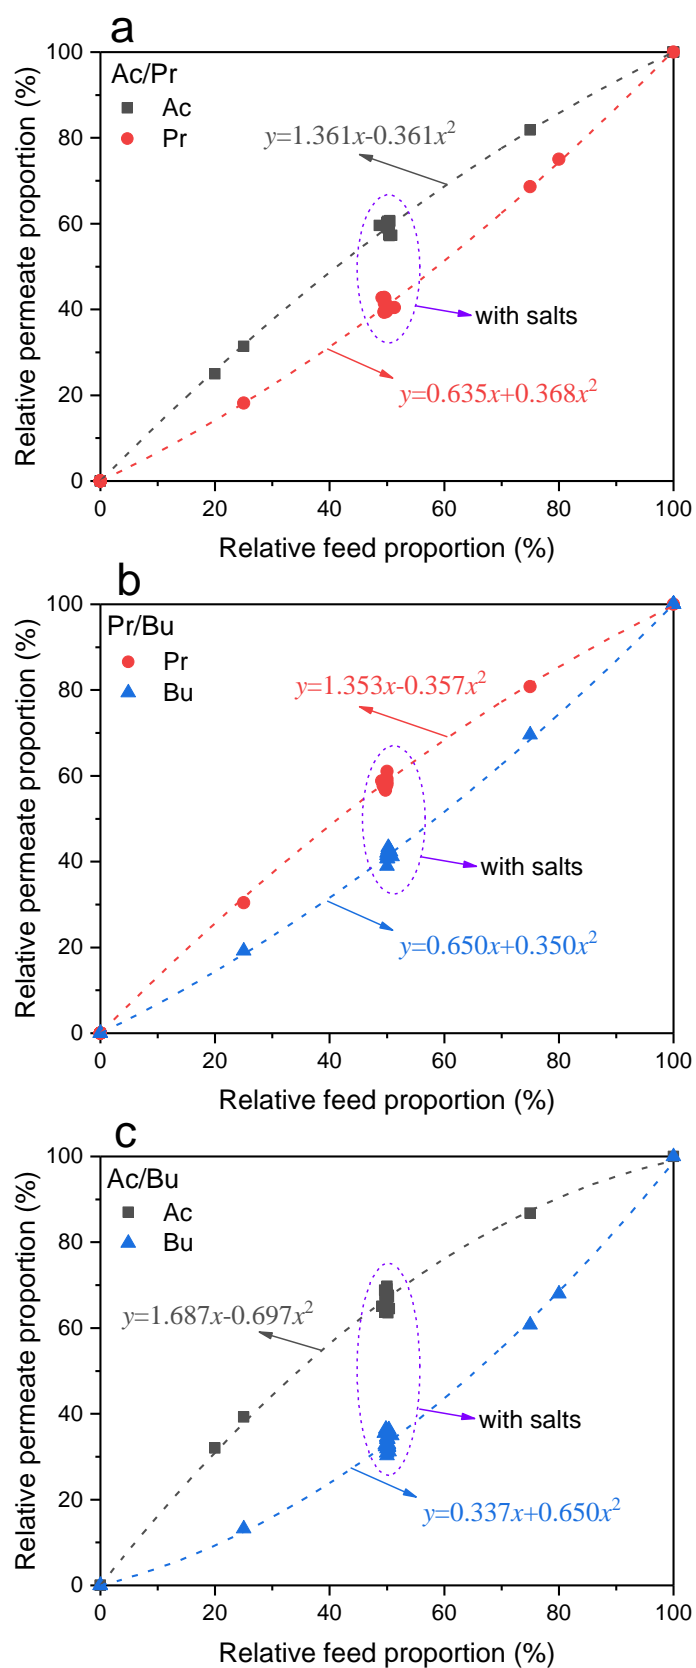 a
Ac/Pr
Ac
Pr
y=1.361x-0.361x²
with salts
y=0.635x+0.368x²
100
80
60
40
20
0
0 20 40 60 80 100
Relative permeate proportion (%)
Relative feed proportion (%)
b
Pr/Bu
Pr
Bu
y=1.353x-0.357x²
with salts
y=0.650x+0.350x²
100
80
60
40
20
0
0 20 40 60 80 100
Relative permeate proportion (%)
Relative feed proportion (%)
c
Ac/Bu
Ac
Bu
y=1.687x-0.697x²
with salts
y=0.337x+0.650x²
100
80
60
40
20
0
0 20 40 60 80 100
Relative permeate proportion (%)
Relative feed proportion (%)